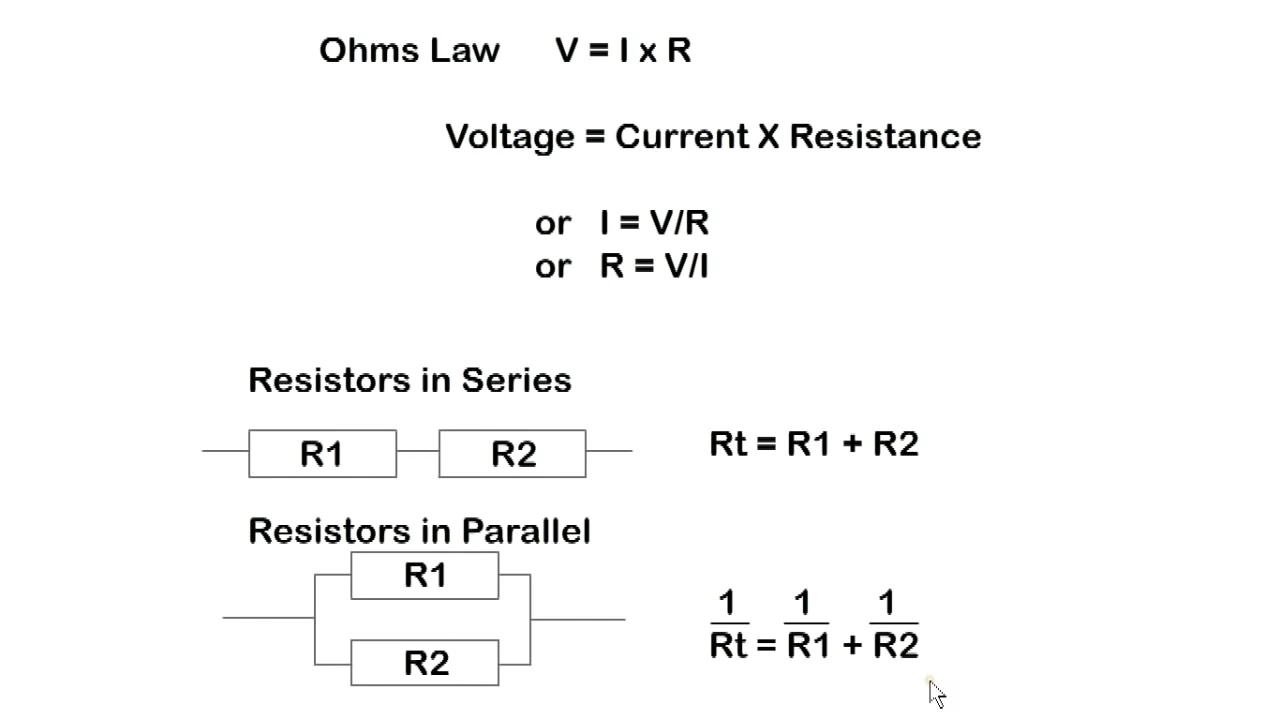 Ohms Law V = I x R
Voltage = Current X Resistance
or I = V/R
or R = V/I
Resistors in Series
R1 R2 Rt = R1 + R2
Resistors in Parallel
R1
R2
1 1 1
Rt = R1 + R2